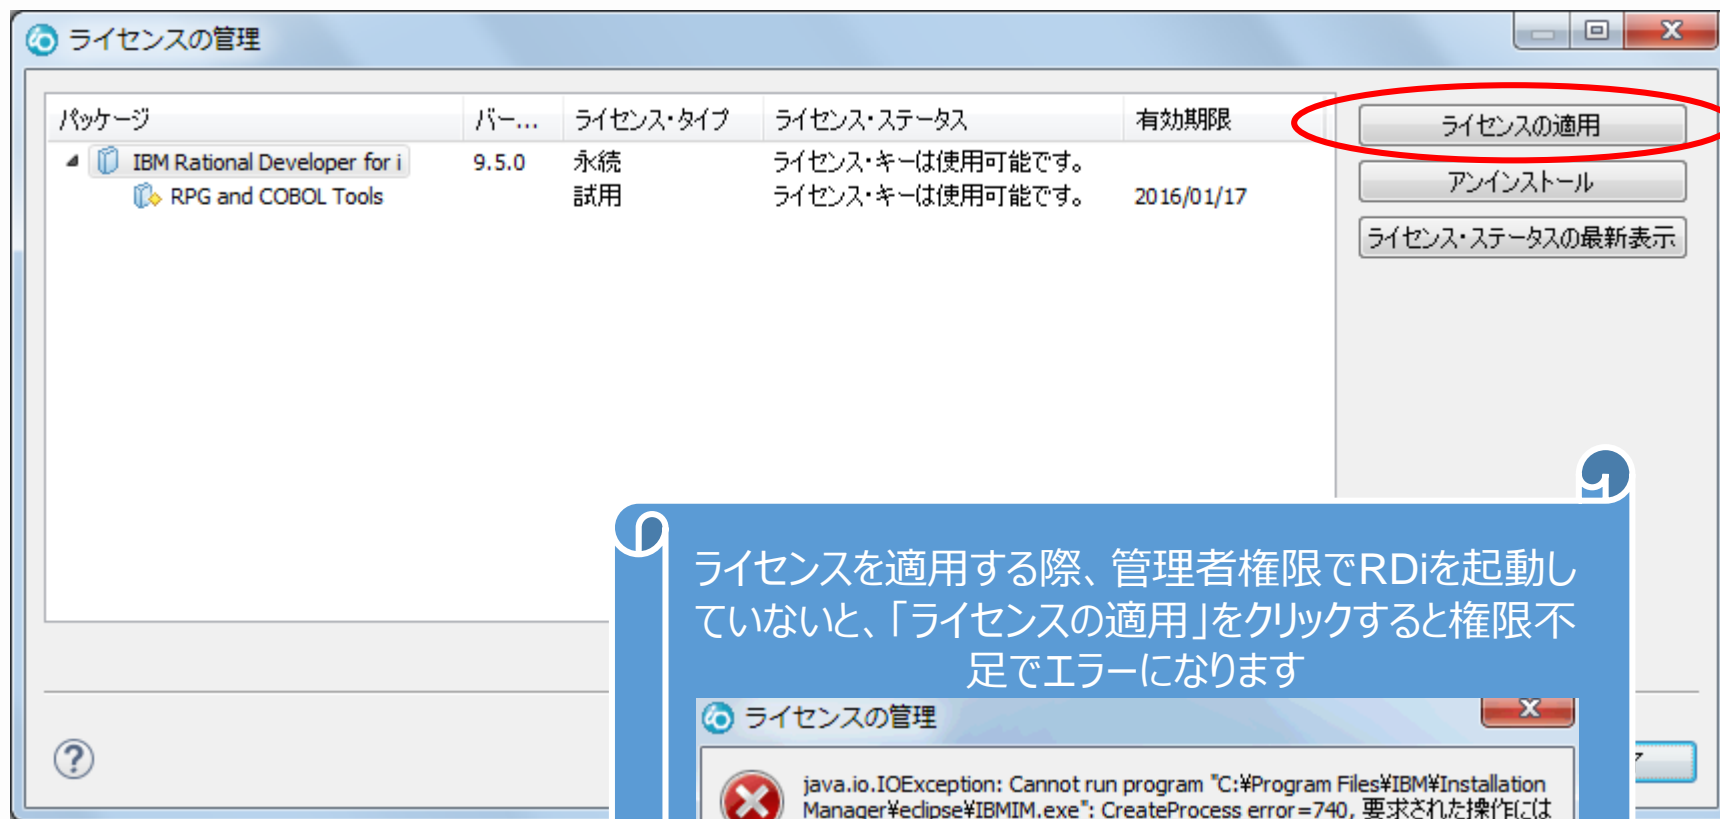 ライセンスの管理
パッケージ バー... ライセンス・タイプ ライセンス・ステータス 有効期限
IBM Rational Developer for i 9.5.0 永続 ライセンス・キーは使用可能です。
RPG and COBOL Tools 試用 ライセンス・キーは使用可能です。 2016/01/17
ライセンスの適用
アンインストール
ライセンス・ステータスの最新表示
ライセンスを適用する際、管理者権限でRDiを起動し
ていないと、「ライセンスの適用」をクリックすると権限不
足でエラーになります
ライセンスの管理
java.io.IOException: Cannot run program "C:¥Program Files¥IBM¥Installation
Manager¥eclipse¥IBMIM.exe": CreateProcess error=740, 要求された操作には